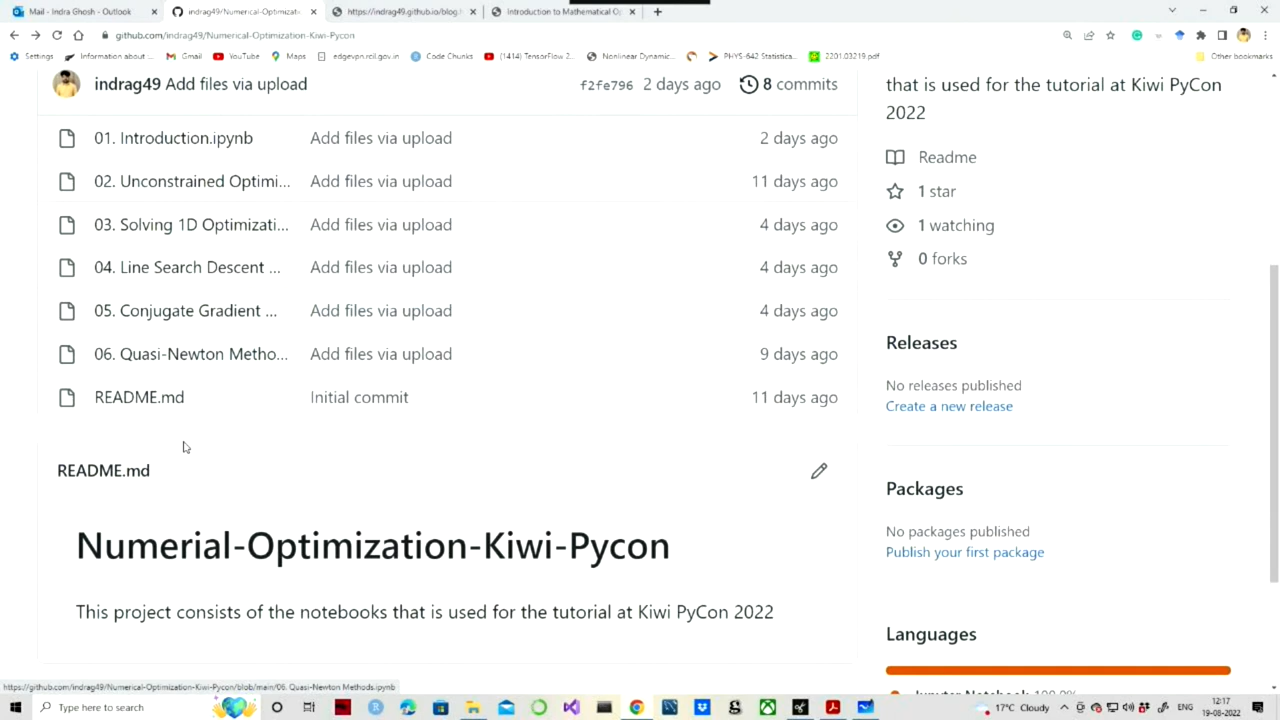 Mail - Indra Ghosh - Outlook
indrag49/Numerical-Optimizati
https://indrag49.github.io/blog.h
Introduction to Mathematical Op
github.com/indrag49/Numerical-Optimization-Kiwi-PyCon
Settings
Information about ...
Gmail
YouTube
Maps
edgevpn.rcil.gov.in
Code Chunks
(1414) TensorFlow 2...
Nonlinear Dynamic...
PHYS-642 Statistica...
2201.03219.pdf
Other bookmarks
indrag49 Add files via upload f2fe796 2 days ago 8 commits
01. Introduction.ipynb Add files via upload 2 days ago
02. Unconstrained Optimi... Add files via upload 11 days ago
03. Solving 1D Optimizati... Add files via upload 4 days ago
04. Line Search Descent ... Add files via upload 4 days ago
05. Conjugate Gradient ... Add files via upload 4 days ago
06. Quasi-Newton Metho... Add files via upload 9 days ago
README.md Initial commit 11 days ago
README.md
Numerial-Optimization-Kiwi-Pycon
This project consists of the notebooks that is used for the tutorial at Kiwi PyCon 2022
that is used for the tutorial at Kiwi PyCon
2022
Readme
1 star
1 watching
0 forks
Releases
No releases published
Create a new release
Packages
No packages published
Publish your first package
Languages
Jupyter Notebook 100.0%
https://github.com/indrag49/Numerical-Optimization-Kiwi-Pycon/blob/main/06. Quasi-Newton Methods.ipynb
Type here to search
17°C Cloudy
12:17
19-08-2022